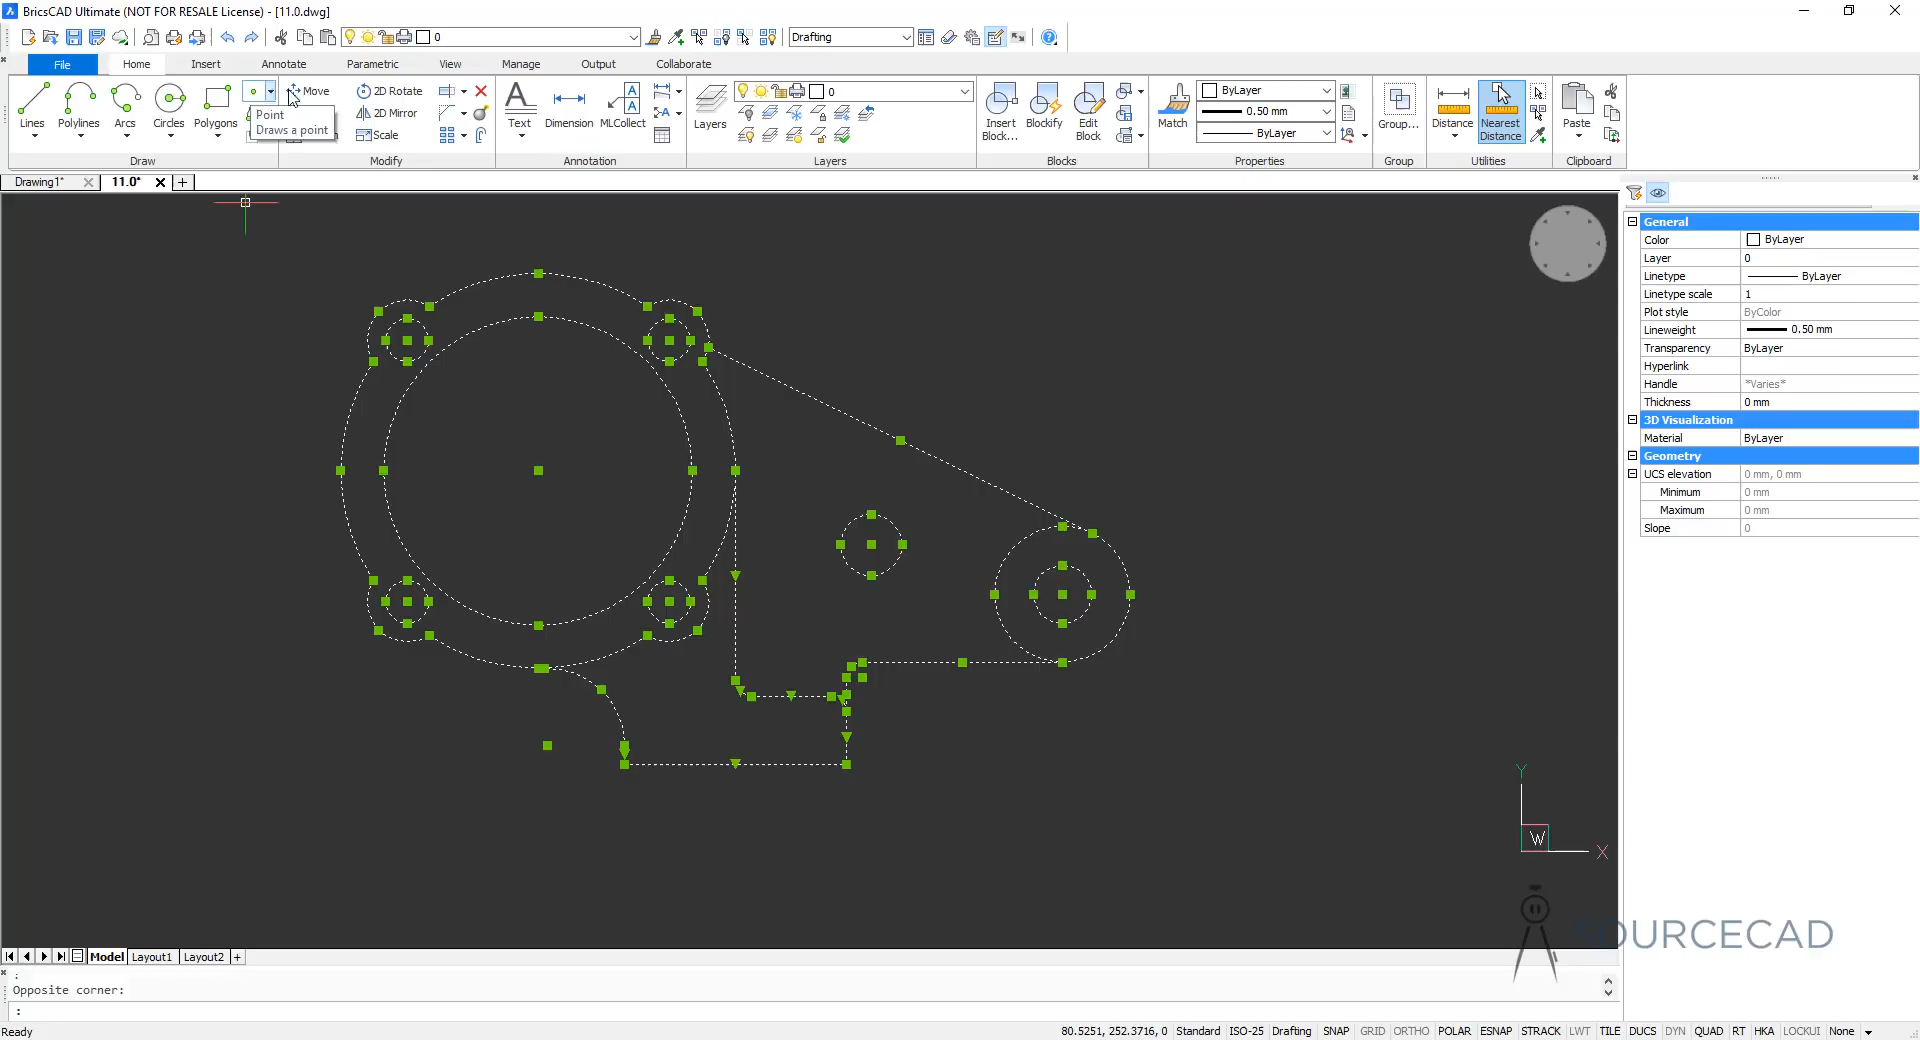 BricsCAD Ultimate (NOT FOR RESALE License) - [11.0.dwg]
0
Drafting
File
Home
Insert
Annotate
Parametric
View
Manage
Output
Collaborate
Lines
Polylines
Arcs
Circles
Polygons
Point
Draws a point
Draw
Move
2D Rotate
2D Mirror
Scale
Modify
A
Text
Dimension
A
A
MLCollect
Annotation
Layers
0
Layers
Insert
Block...
Blockify
Edit
Block
Blocks
Match
ByLayer
0.50 mm
ByLayer
Properties
Group...
Group
Distance
Nearest
Distance
Utilities
Paste
Clipboard
Drawing1*
11.0*
General
Color ByLayer
Layer 0
Linetype ByLayer
Linetype scale 1
Plot style ByColor
Lineweight 0.50 mm
Transparency ByLayer
Hyperlink
Handle *Varies*
Thickness 0 mm
3D Visualization
Material ByLayer
Geometry
UCS elevation 0 mm, 0 mm
Minimum 0 mm
Maximum 0 mm
Slope 0
Y
W
X
SOURCECAD
Model
Layout1
Layout2
:
Opposite corner:
:
Ready
80.5251, 252.3716, 0 Standard ISO-25 Drafting SNAP GRID ORTHO POLAR ESNAP STRACK LWT TILE DUCS DYN QUAD RT HKA LOCKUI None